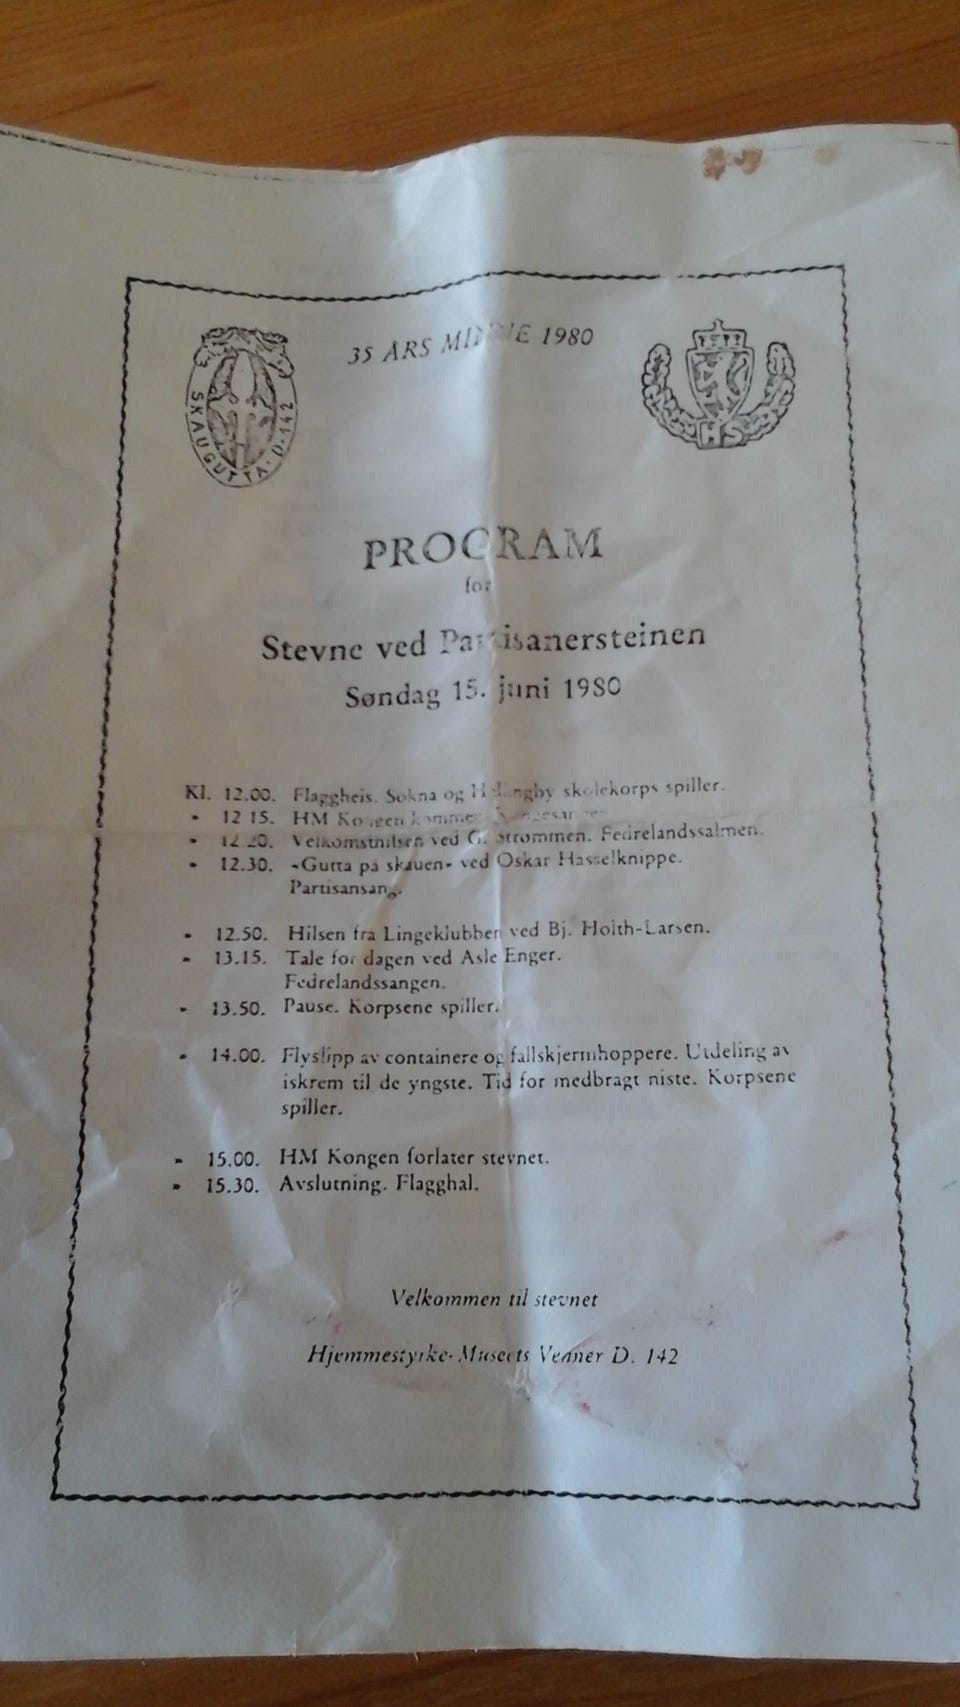 35 ARS MINNE 1980
SKAUGUTTA · D-142
HS
PROGRAM
for
Stevne ved Partisanersteinen
Søndag 15. juni 1980
Kl. 12.00. Flaggheis. Sokna og skolekorps spiller.
» 12 15. HM Kongen kommer. Kongesangen
» 12.20. Velkomsthilsen ved G. Strømmen. Fedrelandssalmen.
» 12.30. «Gutta på skauen» ved Oskar Hasselknippe.
Partisansang.
» 12.50. Hilsen fra Lingeklubben ved Bj. Holth-Larsen.
» 13.15. Tale for dagen ved Asle Enger.
Fedrelandssangen.
» 13.50. Pause. Korpsene spiller.
» 14.00. Flyslipp av containere og fallskjermhoppere. Utdeling av
iskrem til de yngste. Tid for medbragt niste. Korpsene
spiller.
» 15.00. HM Kongen forlater stevnet.
» 15.30. Avslutning. Flagghal.
Velkommen til stevnet
Hjemmestyrke-Museets Venner D. 142